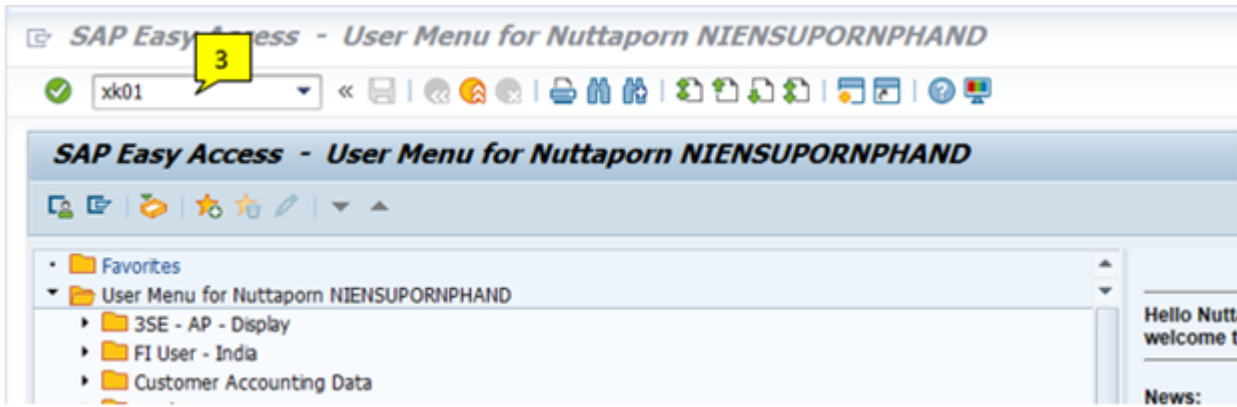 SAP Easy Access - User Menu for Nuttaporn NIENSUPORNPHAND
3
xk01
SAP Easy Access - User Menu for Nuttaporn NIENSUPORNPHAND
Favorites
User Menu for Nuttaporn NIENSUPORNPHAND
3SE - AP - Display
FI User - India
Customer Accounting Data
Hello Nutt
welcome t
News: